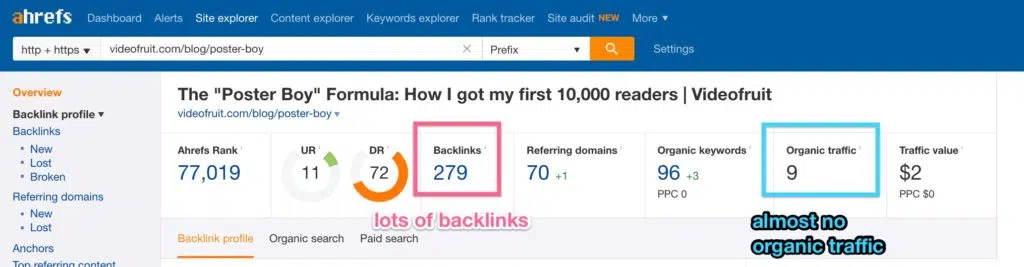 ahrefs Dashboard Alerts Site explorer Content explorer Keywords explorer Rank tracker Site audit NEW More
http + https videofruit.com/blog/poster-boy × Prefix Settings
Overview
Backlink profile
Backlinks
New
Lost
Broken
Referring domains
New
Lost
Anchors
Top referring content
The "Poster Boy" Formula: How I got my first 10,000 readers | Videofruit
videofruit.com/blog/poster-boy
Ahrefs Rank i UR i DR i Backlinks i Referring domains i Organic keywords i Organic traffic i Traffic value i
77,019 11 72 279 70 +1 96 +3 9 $2
PPC 0 PPC $0
lots of backlinks
almost no
organic traffic
Backlink profile Organic search Paid search